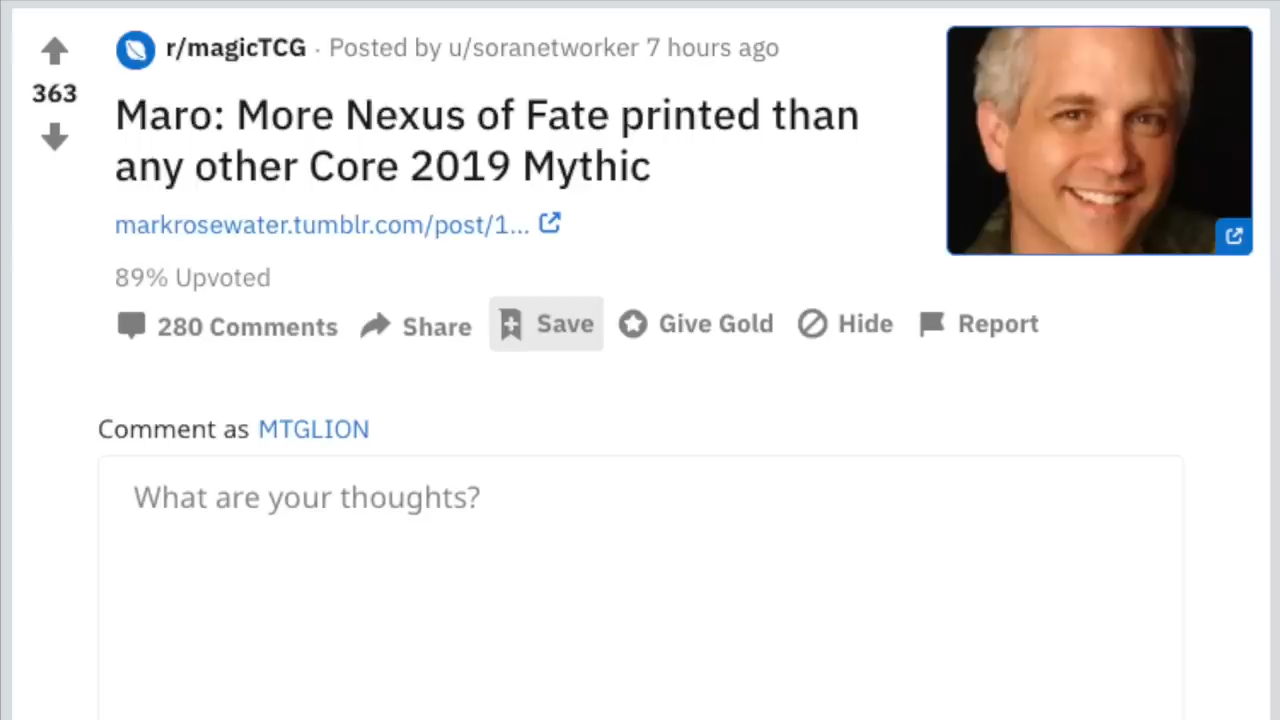 r/magicTCG · Posted by u/soranetworker 7 hours ago
363
Maro: More Nexus of Fate printed than
any other Core 2019 Mythic
markrosewater.tumblr.com/post/1...
89% Upvoted
280 Comments Share Save Give Gold Hide Report
Comment as MTGLION
What are your thoughts?